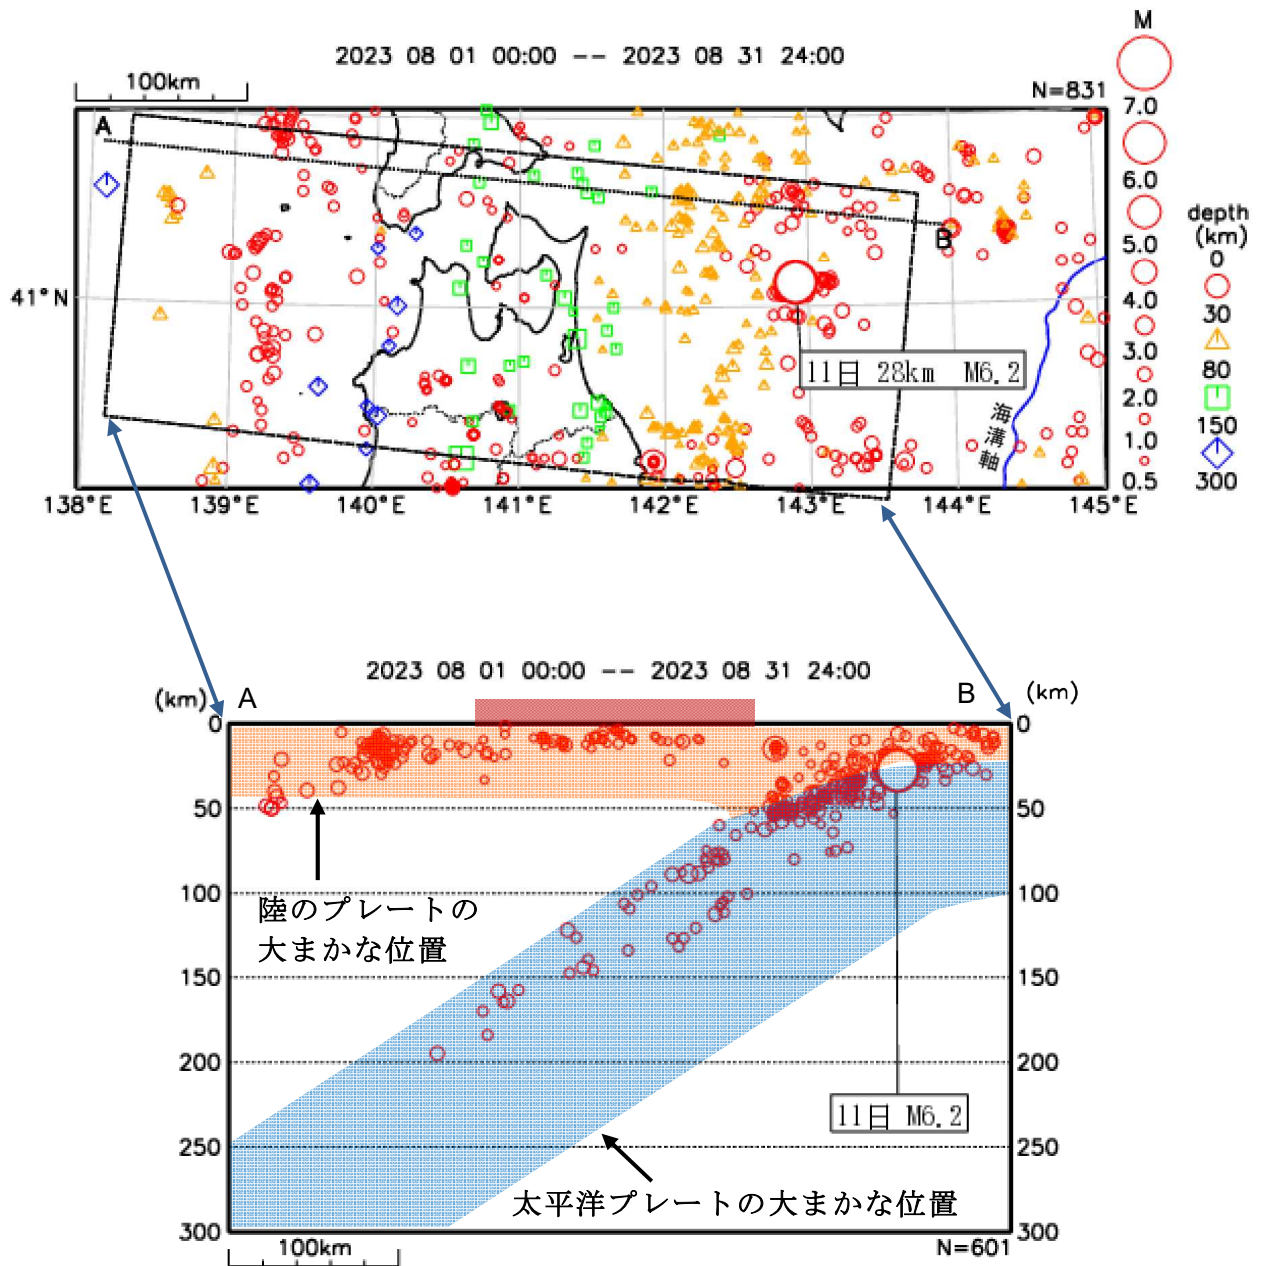 M
2023 08 01 00:00 -- 2023 08 31 24:00
100km
N=831
7.0
6.0
5.0
4.0
3.0
2.0
1.0
0.5
depth
(km)
0
30
80
150
300
A
B
41°N
11日 28km M6.2
海溝軸
138°E 139°E 140°E 141°E 142°E 143°E 144°E 145°E
2023 08 01 00:00 -- 2023 08 31 24:00
(km) A B (km)
0 0
50 50
100 100
陸のプレートの
大まかな位置
150 150
200 200
11日 M6.2
250 250
太平洋プレートの大まかな位置
300 300
100km
N=601